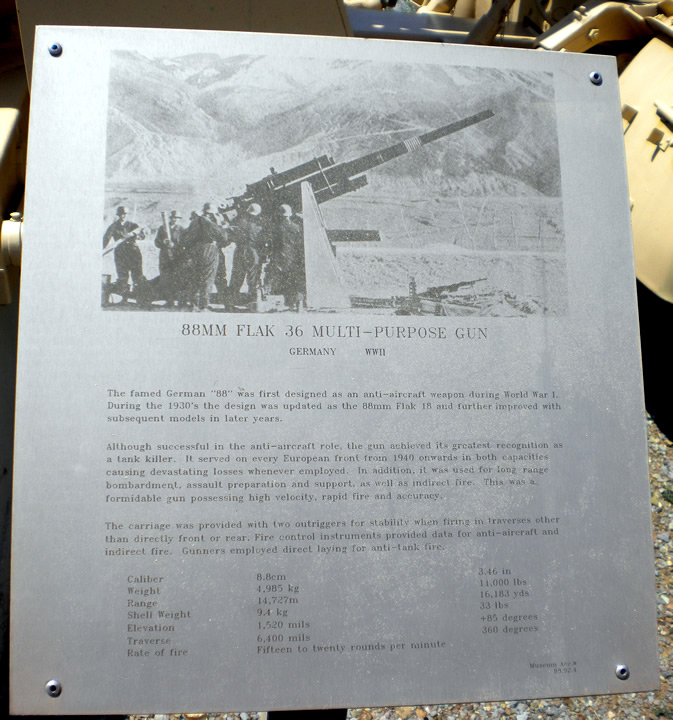 88MM FLAK 36 MULTI-PURPOSE GUN
GERMANY WWII
The famed German "88" was first designed as an anti-aircraft weapon during World War I.
During the 1930's the design was updated as the 88mm Flak 18 and further improved with
subsequent models in later years.
Although successful in the anti-aircraft role, the gun achieved its greatest recognition as
a tank killer. It served on every European front from 1940 onwards in both capacities
causing devastating losses whenever employed. In addition, it was used for long range
bombardment, assault preparation and support, as well as indirect fire. This was a
formidable gun possessing high velocity, rapid fire and accuracy.
The carriage was provided with two outriggers for stability when firing in traverses other
than directly front or rear. Fire control instruments provided data for anti-aircraft and
indirect fire. Gunners employed direct laying for anti-tank fire.
Caliber 8.8cm 3.46 in
Weight 4,985 kg 11,000 lbs
Range 14,727m 16,183 yds
Shell Weight 9.4 kg 33 lbs
Elevation 1,520 mils +85 degrees
Traverse 6,400 mils 360 degrees
Rate of fire Fifteen to twenty rounds per minute
Museum